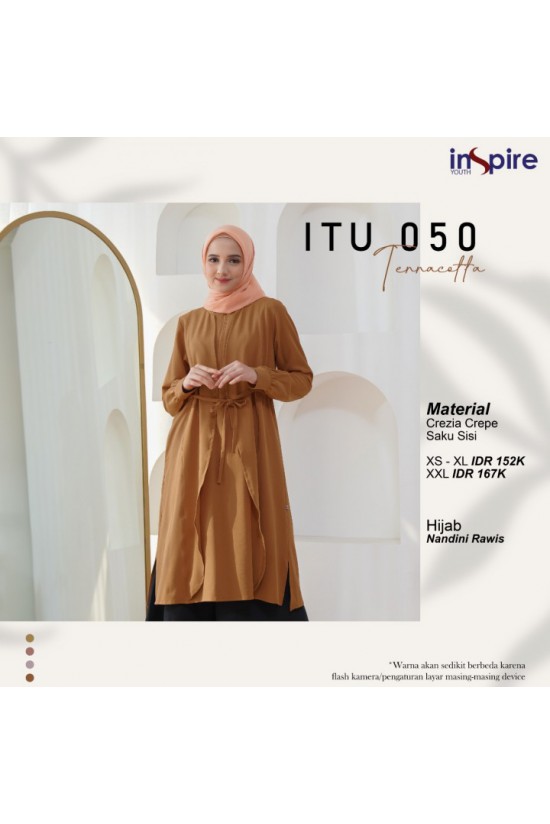 inSpire
YOUTH
ITU 050
Terracotta
Material
Crezia Crepe
Saku Sisi
XS - XL IDR 152K
XXL IDR 167K
Hijab
Nandini Rawis
*Warna akan sedikit berbeda karena
flash kamera/pengaturan layar masing-masing device